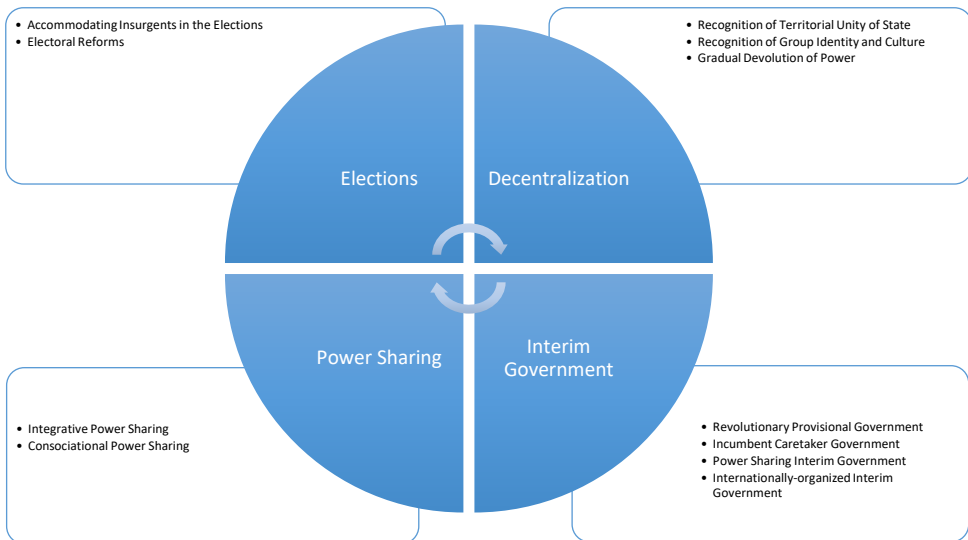 • Accommodating Insurgents in the Elections
• Electoral Reforms
• Recognition of Territorial Unity of State
• Recognition of Group Identity and Culture
• Gradual Devolution of Power
Elections
Decentralization
Power Sharing
Interim
Government
• Integrative Power Sharing
• Consociational Power Sharing
• Revolutionary Provisional Government
• Incumbent Caretaker Government
• Power Sharing Interim Government
• Internationally-organized Interim
Government